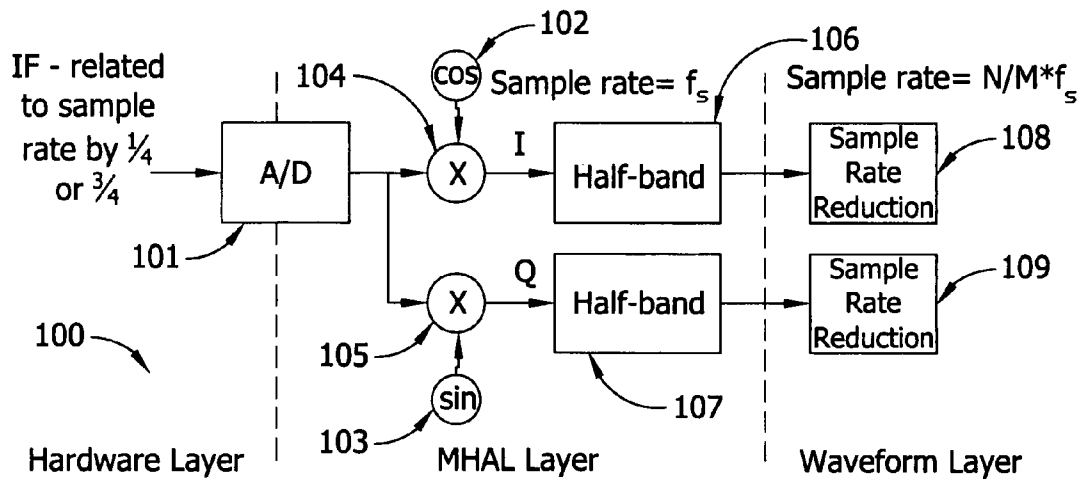 102
106
IF - related
to sample
rate by ¼
or ¾
104
cos
Sample rate= fₛ
Sample rate= N/M*fₛ
A/D
X
I
Half-band
Sample
Rate
Reduction
108
101
Q
X
Half-band
Sample
Rate
Reduction
109
100
105
sin
103
107
Hardware Layer
MHAL Layer
Waveform Layer